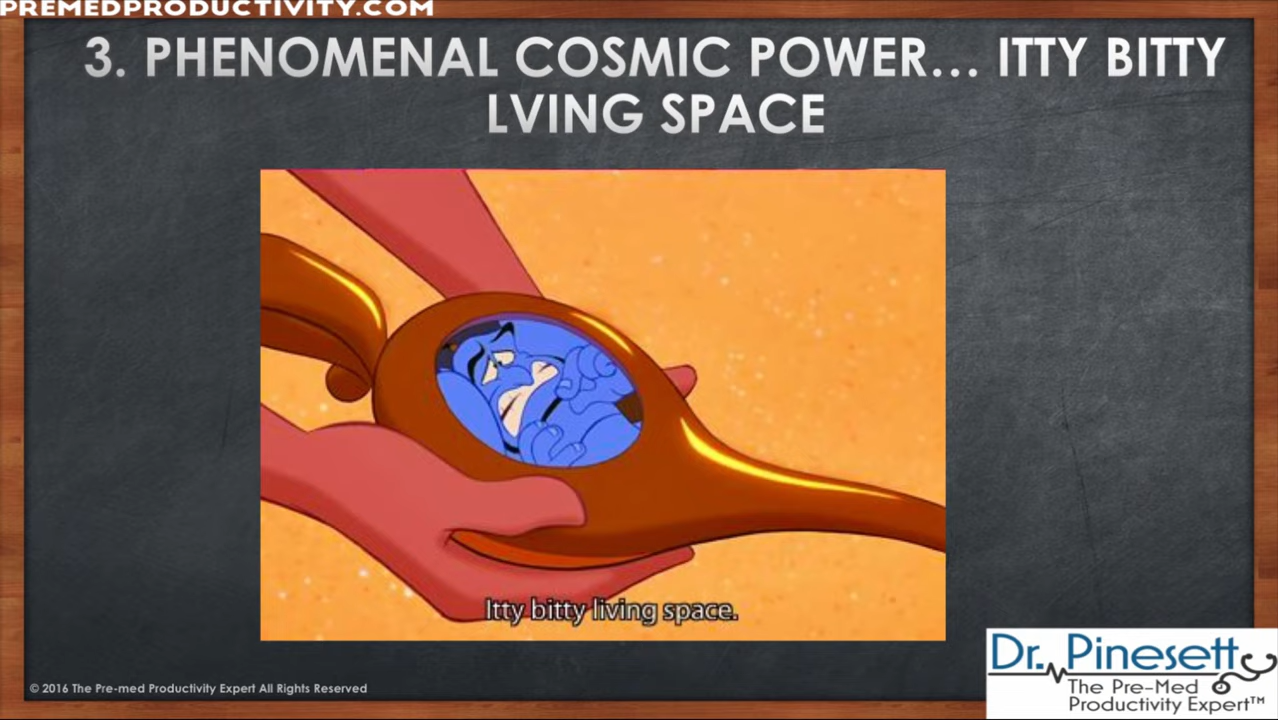 PREMEDPRODUCTIVITY.COM
3. PHENOMENAL COSMIC POWER... ITTY BITTY
LVING SPACE
Itty bitty living space.
© 2016 The Pre-med Productivity Expert All Rights Reserved
Dr. Pinesett
The Pre-Med
Productivity Expert™